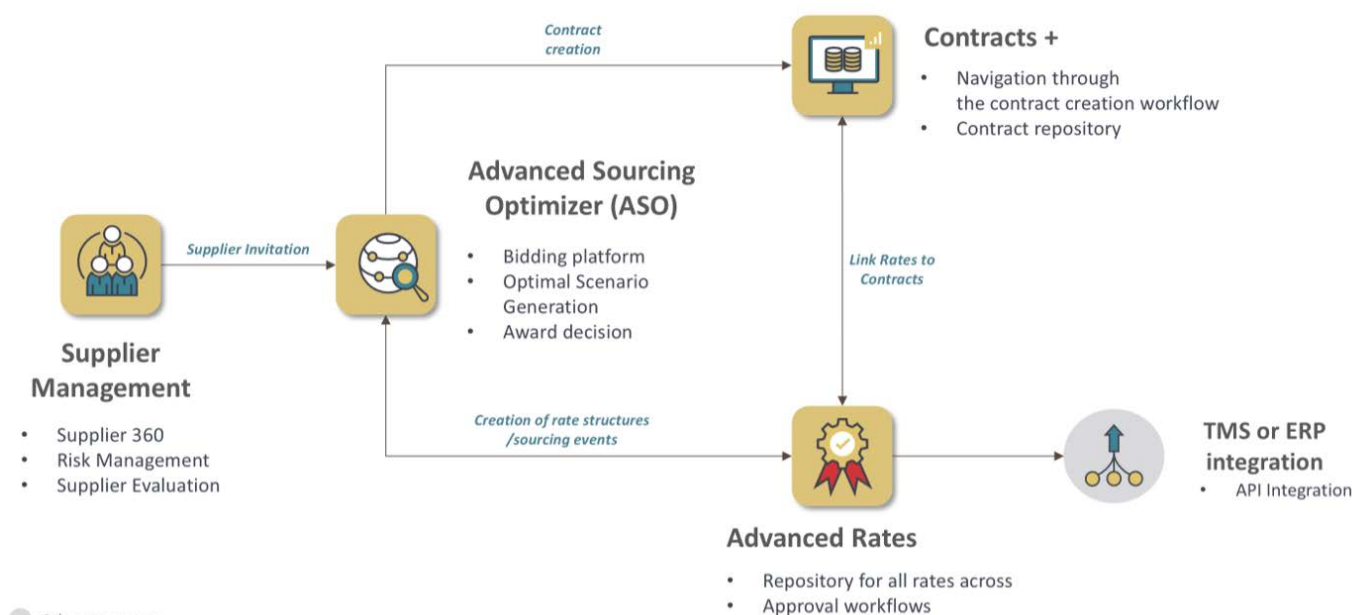 Contract
creation
Contracts +
• Navigation through
the contract creation workflow
• Contract repository
Advanced Sourcing
Optimizer (ASO)
• Bidding platform
• Optimal Scenario
Generation
• Award decision
Supplier Invitation
Link Rates to
Contracts
Supplier
Management
• Supplier 360
• Risk Management
• Supplier Evaluation
Creation of rate structures
/sourcing events
TMS or ERP
integration
• API Integration
Advanced Rates
• Repository for all rates across
• Approval workflows